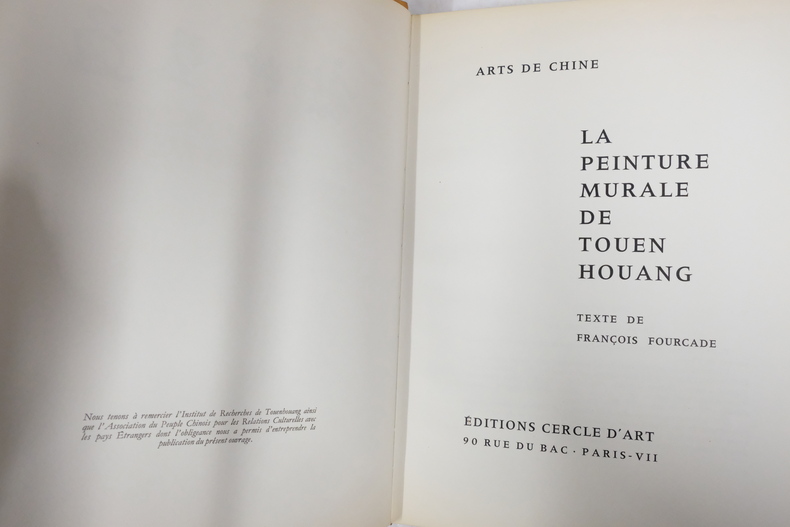 Nous tenons à remercier l'Institut de Recherches de Touenhouang ainsi
que l'Association du Peuple Chinois pour les Relations Culturelles avec
les pays Étrangers dont l'obligeance nous a permis d'entreprendre la
publication du présent ouvrage.
ARTS DE CHINE
LA
PEINTURE
MURALE
DE
TOUEN
HOUANG
TEXTE DE
FRANÇOIS FOURCADE
ÉDITIONS CERCLE D'ART
90 RUE DU BAC · PARIS-VII